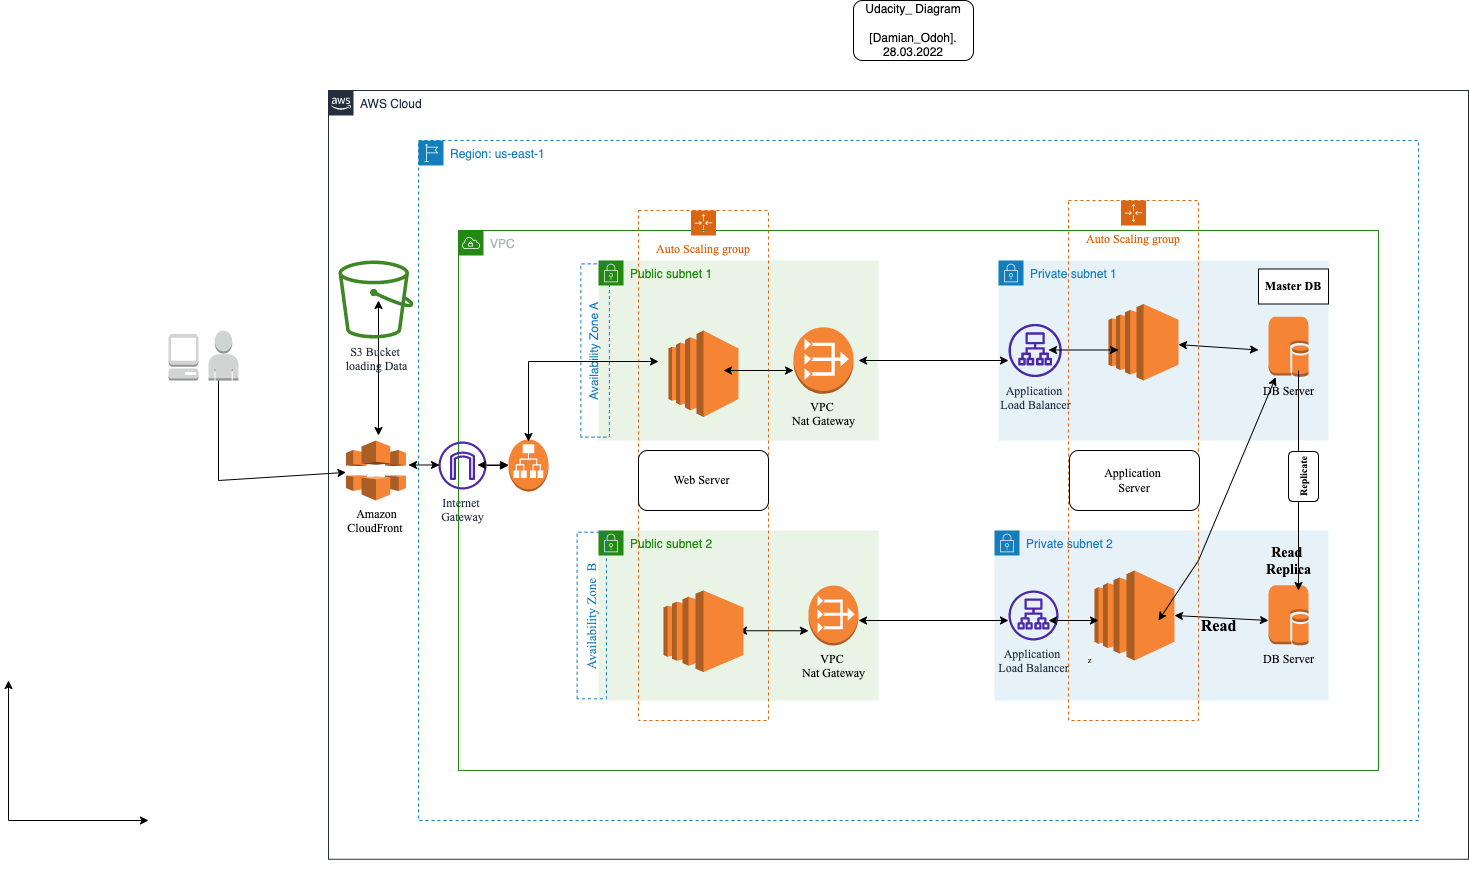 Udacity_ Diagram
[Damian_Odoh].
28.03.2022
aws
AWS Cloud
Region: us-east-1
VPC
Auto Scaling group
Auto Scaling group
Public subnet 1
Private subnet 1
Master DB
Availability Zone A
S3 Bucket
loading Data
Application
Load Balancer
DB Server
VPC
Nat Gateway
Replicate
Web Server
Application
Server
Internet
Gateway
Amazon
CloudFront
Public subnet 2
Private subnet 2
Read
Replica
Availability Zone B
Read
Application
Load Balancer
z
DB Server
VPC
Nat Gateway